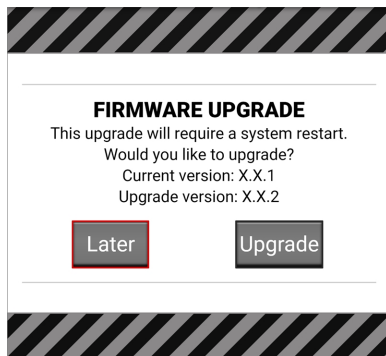 FIRMWARE UPGRADE
This upgrade will require a system restart.
Would you like to upgrade?
Current version: X.X.1
Upgrade version: X.X.2
Later Upgrade